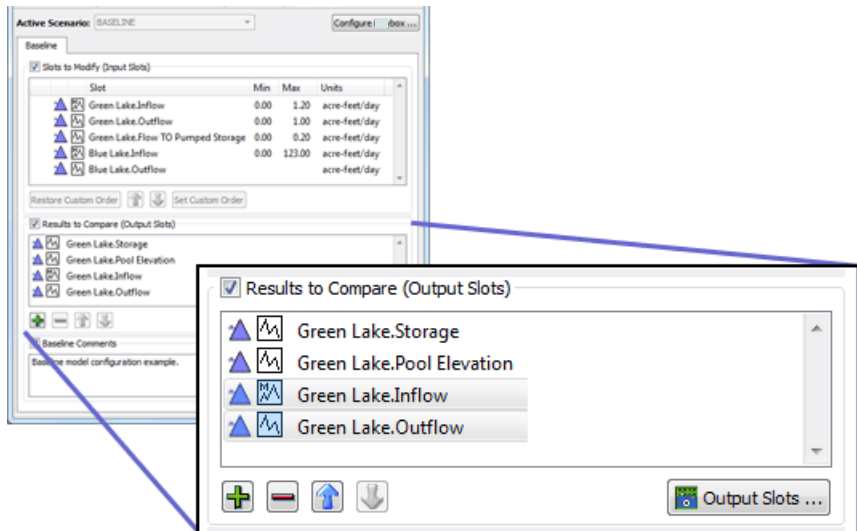 Active Scenario: BASELINE
Baseline
Slots to Modify (Input Slots)
Slot Min Max Units
Green Lake.Inflow 0.00 1.20 acre-feet/day
Green Lake.Outflow 0.00 1.00 acre-feet/day
Green Lake.Flow TO Pumped Storage 0.00 0.20 acre-feet/day
Blue Lake.Inflow 0.00 123.00 acre-feet/day
Blue Lake.Outflow acre-feet/day
Restore Custom Order Set Custom Order
Results to Compare (Output Slots)
Green Lake.Storage
Green Lake.Pool Elevation
Green Lake.Inflow
Green Lake.Outflow
Baseline Comments
Baseline model configuration example.
Results to Compare (Output Slots)
Green Lake.Storage
Green Lake.Pool Elevation
Green Lake.Inflow
Green Lake.Outflow
Output Slots ...